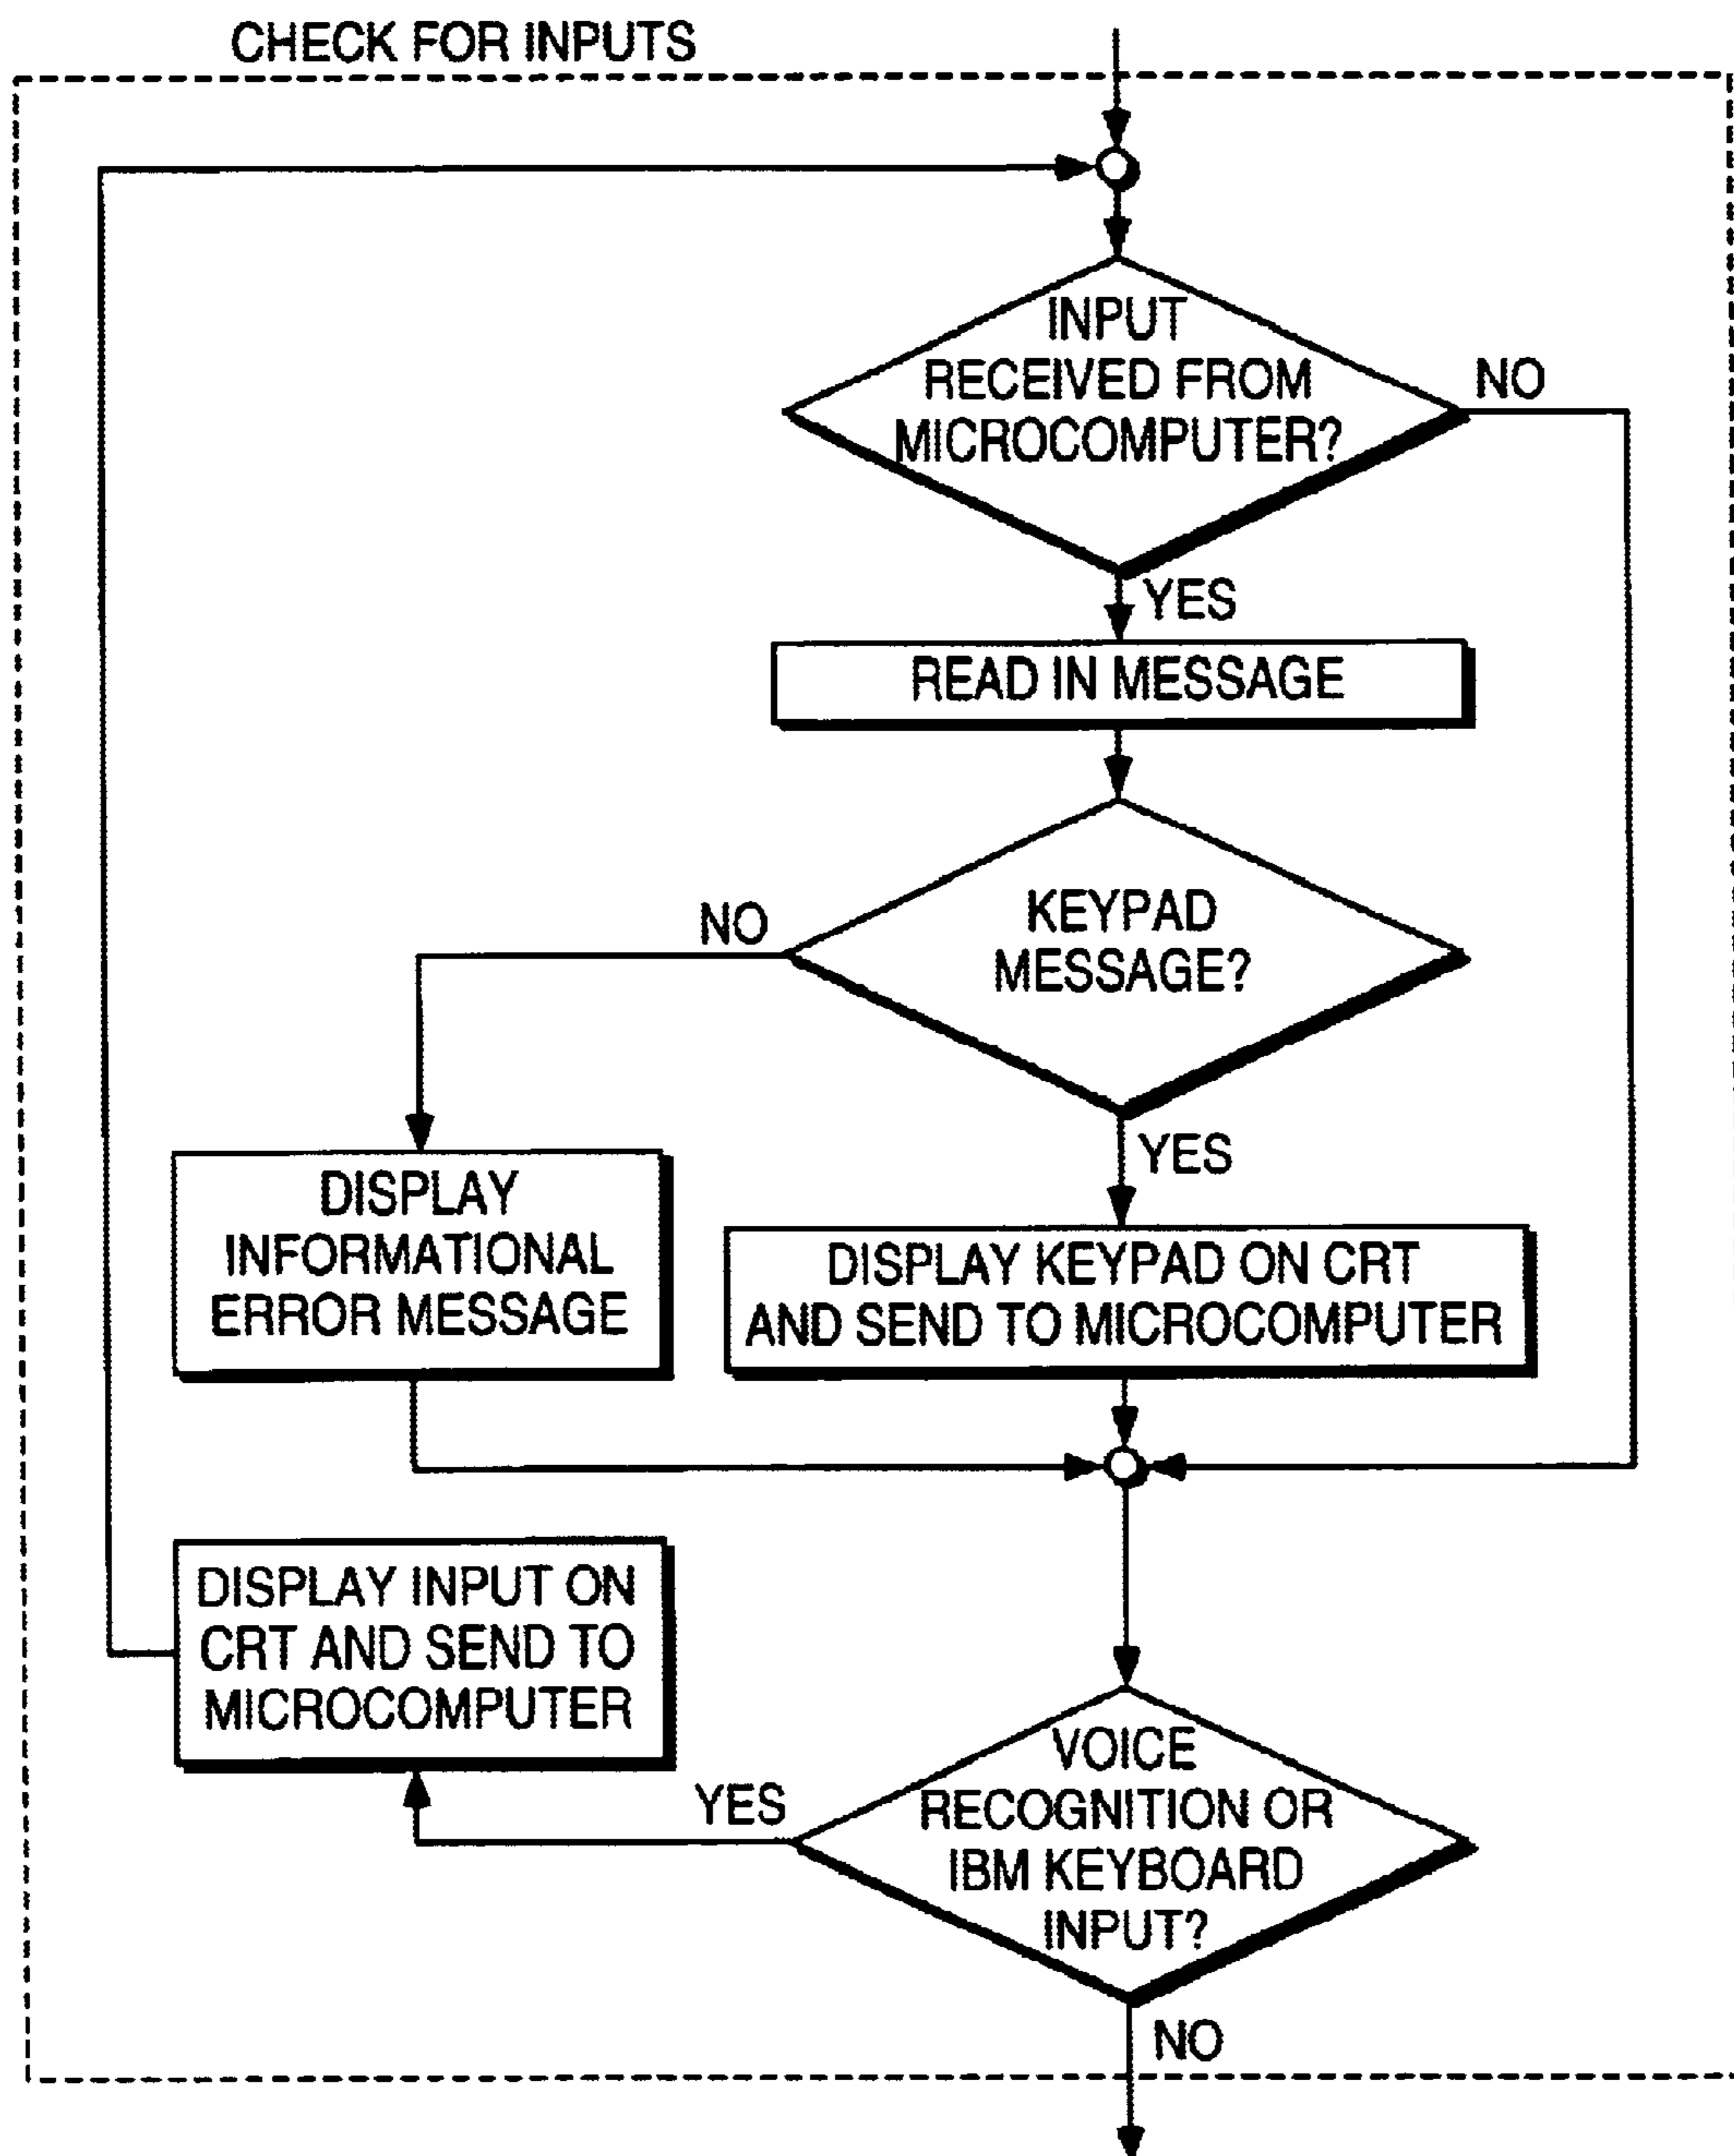 CHECK FOR INPUTS
INPUT
RECEIVED FROM
MICROCOMPUTER?
NO
YES
READ IN MESSAGE
KEYPAD
MESSAGE?
NO
YES
DISPLAY
INFORMATIONAL
ERROR MESSAGE
DISPLAY KEYPAD ON CRT
AND SEND TO MICROCOMPUTER
DISPLAY INPUT ON
CRT AND SEND TO
MICROCOMPUTER
VOICE
RECOGNITION OR
IBM KEYBOARD
INPUT?
YES
NO